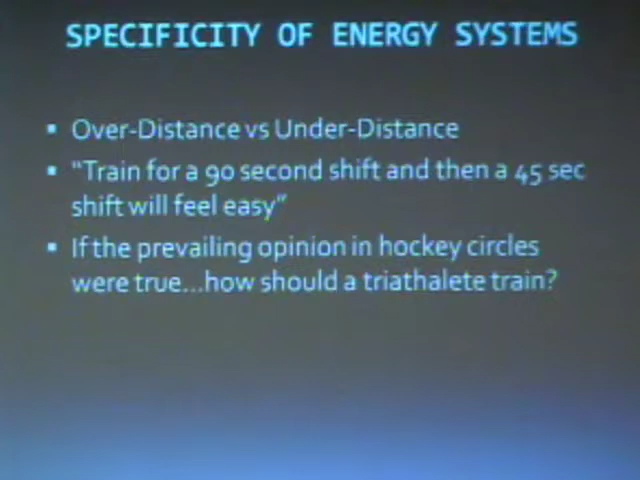 SPECIFICITY OF ENERGY SYSTEMS
▪ Over-Distance vs Under-Distance
▪ “Train for a 90 second shift and then a 45 sec
shift will feel easy”
▪ If the prevailing opinion in hockey circles
were true...how should a triathalete train?